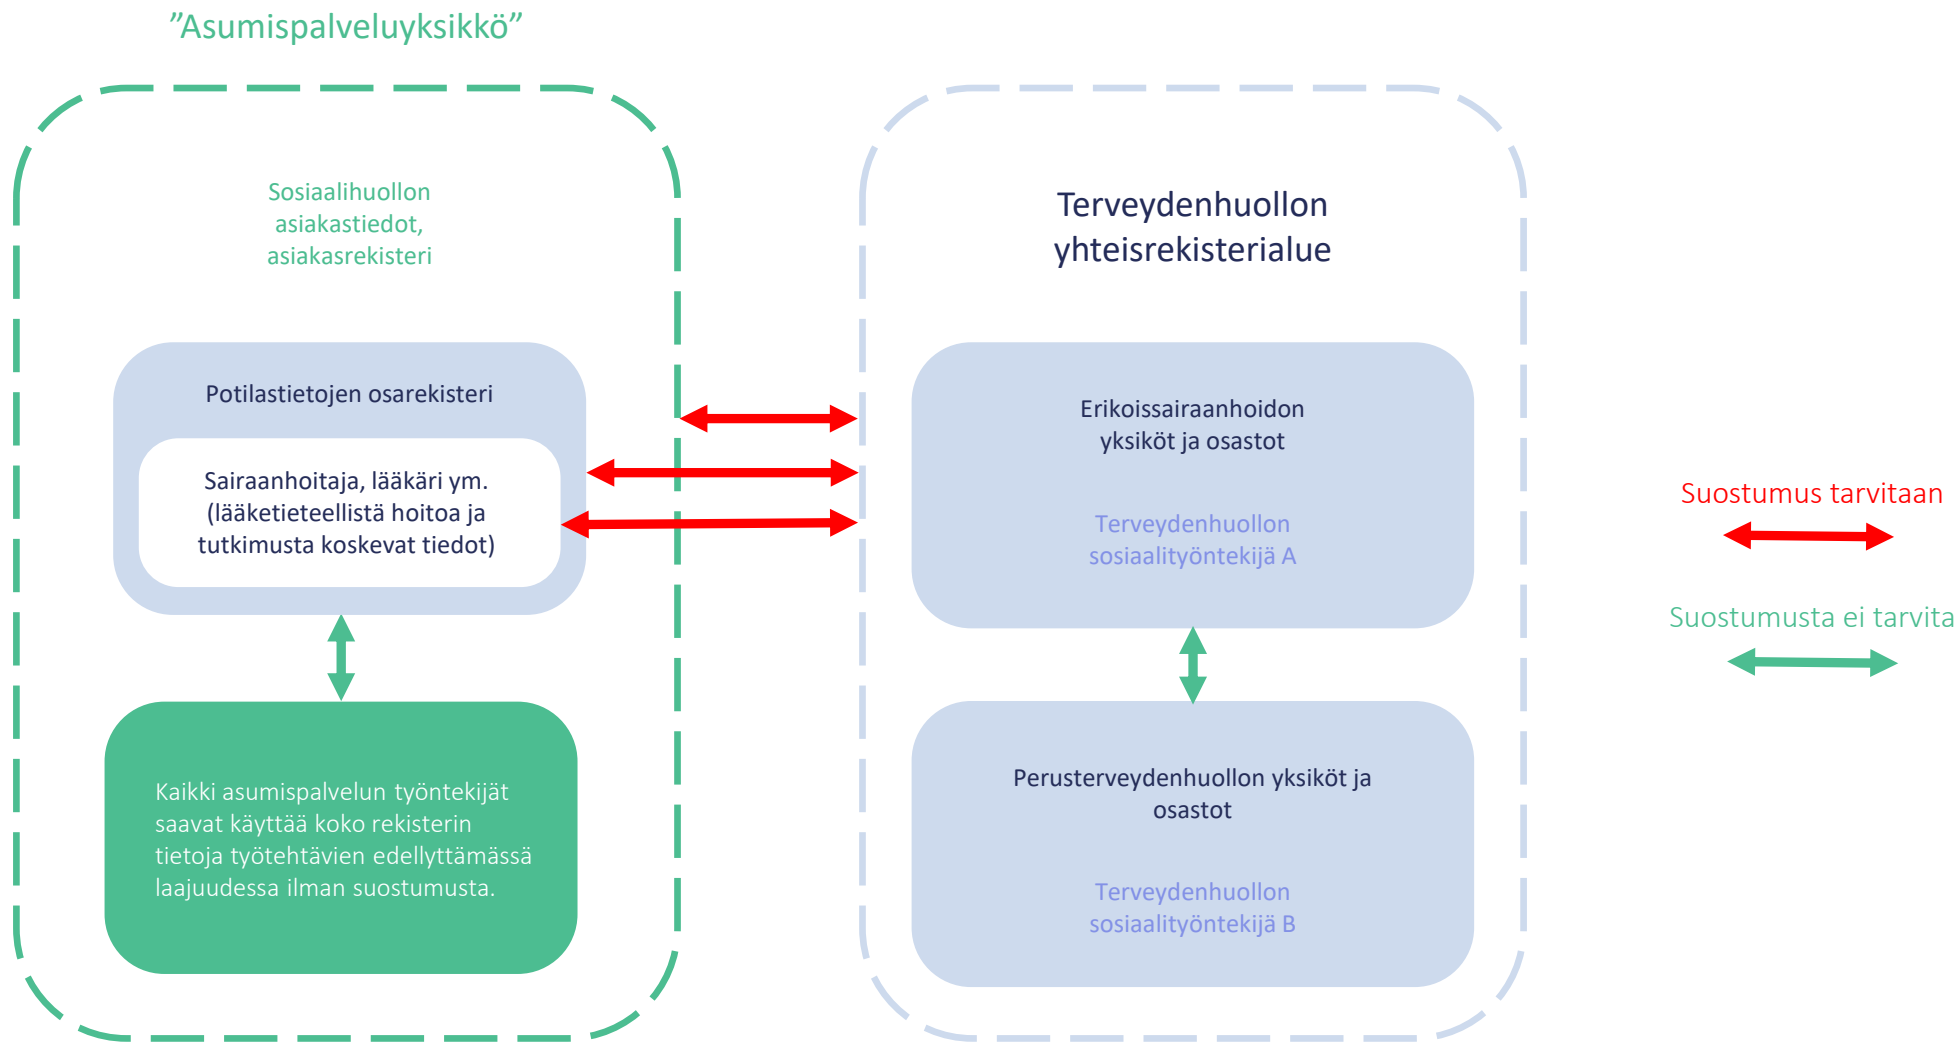 ”Asumispalveluyksikkö”
Sosiaalihuollon
asiakastiedot,
asiakasrekisteri
Potilastietojen osarekisteri
Sairaanhoitaja, lääkäri ym.
(lääketieteellistä hoitoa ja
tutkimusta koskevat tiedot)
Kaikki asumispalvelun työntekijät
saavat käyttää koko rekisterin
tietoja työtehtävien edellyttämässä
laajuudessa ilman suostumusta.
Terveydenhuollon
yhteisrekisterialue
Erikoissairaanhoidon
yksiköt ja osastot
Terveydenhuollon
sosiaalityöntekijä A
Perusterveydenhuollon yksiköt ja
osastot
Terveydenhuollon
sosiaalityöntekijä B
Suostumus tarvitaan
Suostumusta ei tarvita